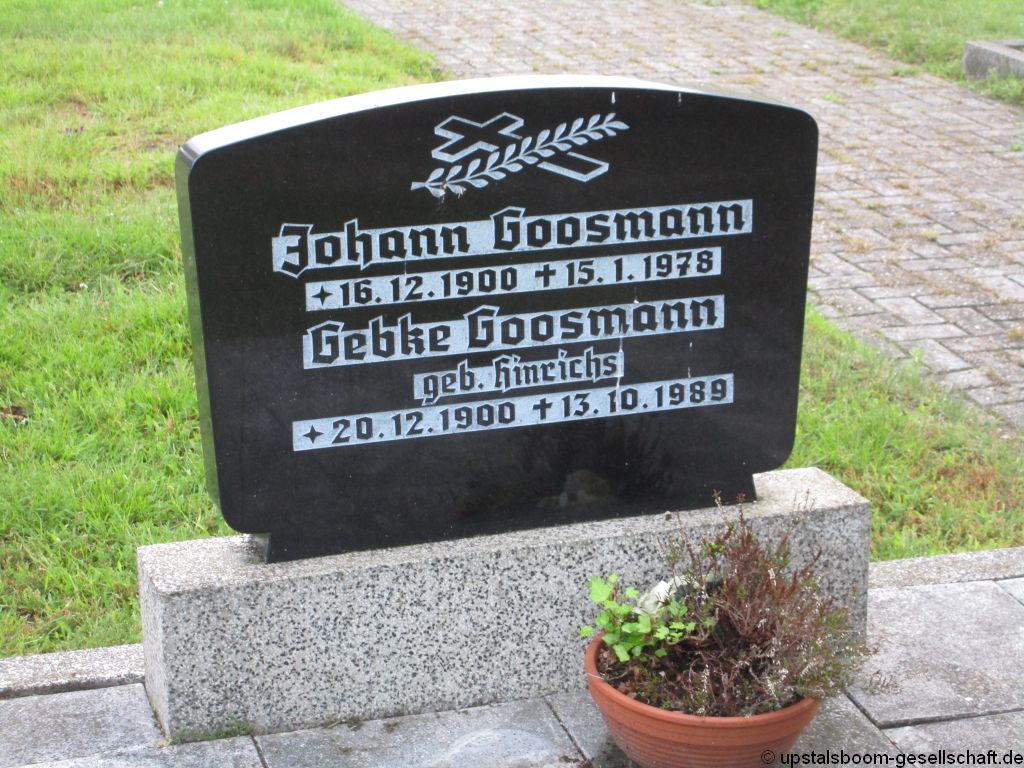 Johann Goosmann
✦16.12.1900 ✝15.1.1978
Gebke Goosmann
geb. Hinrichs
✦20.12.1900 ✝13.10.1989
© upstalsboom-gesellschaft.de